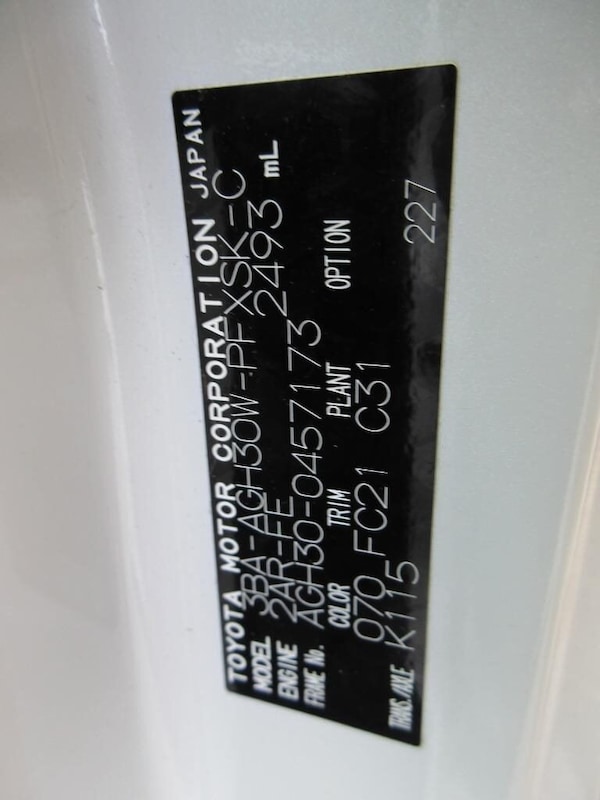 TOYOTA MOTOR CORPORATION JAPAN
MODEL 3BA-AGH30W-PFXSK-C
ENGINE 2AR-FE 2493 mL
FRAME No. AGH30-0457173
COLOR TRIM PLANT OPTION
070 FC21 C31
TRANS./AXLE K115 227